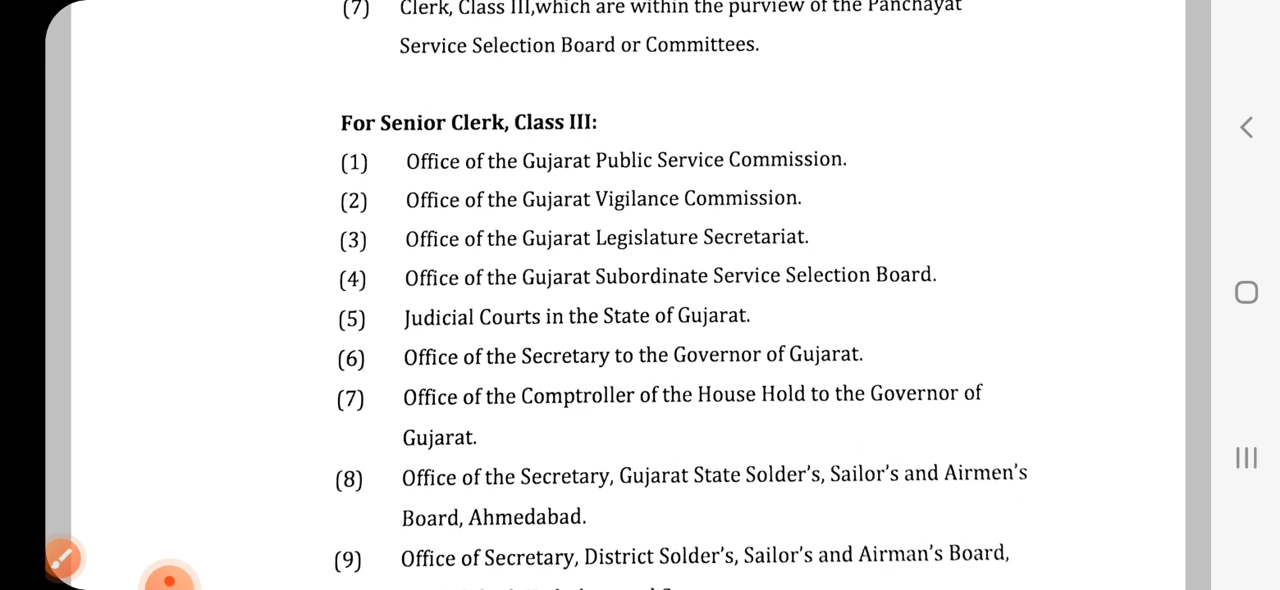 (7) Clerk, Class III,which are within the purview of the Panchayat
Service Selection Board or Committees.
For Senior Clerk, Class III:
(1) Office of the Gujarat Public Service Commission.
(2) Office of the Gujarat Vigilance Commission.
(3) Office of the Gujarat Legislature Secretariat.
(4) Office of the Gujarat Subordinate Service Selection Board.
(5) Judicial Courts in the State of Gujarat.
(6) Office of the Secretary to the Governor of Gujarat.
(7) Office of the Comptroller of the House Hold to the Governor of
Gujarat.
(8) Office of the Secretary, Gujarat State Solder's, Sailor's and Airmen's
Board, Ahmedabad.
(9) Office of Secretary, District Solder's, Sailor's and Airman's Board,